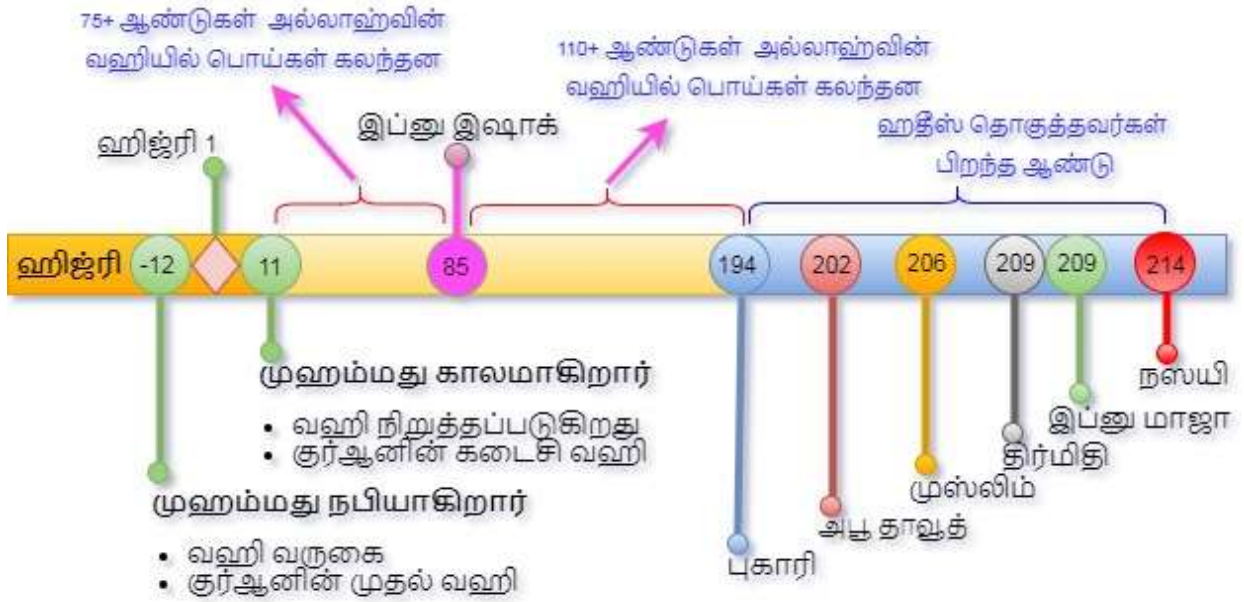 75+ ஆண்டுகள் அல்லாஹ்வின்
வஹியில் பொய்கள் கலந்தன
110+ ஆண்டுகள் அல்லாஹ்வின்
வஹியில் பொய்கள் கலந்தன
ஹதீஸ் தொகுத்தவர்கள்
பிறந்த ஆண்டு
ஹிஜ்ரி 1
இப்னு இஷாக்
ஹிஜ்ரி -12 11 85 194 202 206 209 209 214
முஹம்மது காலமாகிறார்
• வஹி நிறுத்தப்படுகிறது
• குர்ஆனின் கடைசி வஹி
முஹம்மது நபியாகிறார்
• வஹி வருகை
• குர்ஆனின் முதல் வஹி
புகாரி
அபூ தாவூத்
முஸ்லிம்
திர்மிதி
இப்னு மாஜா
நஸயி